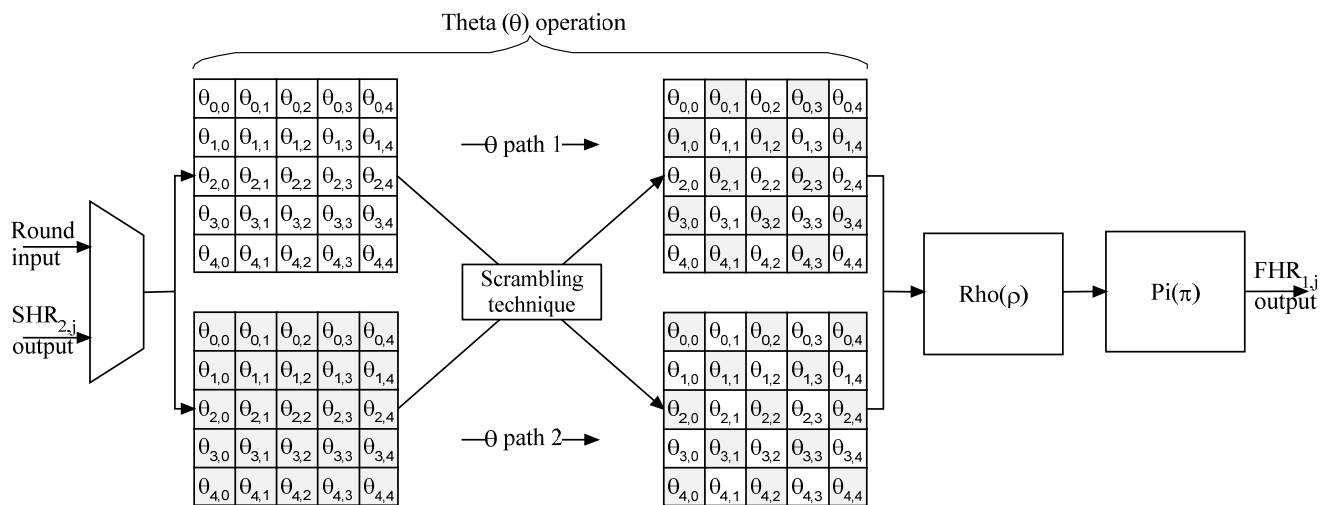 Theta (θ) operation
θ0,0 θ0,1 θ0,2 θ0,3 θ0,4
θ1,0 θ1,1 θ1,2 θ1,3 θ1,4
θ2,0 θ2,1 θ2,2 θ2,3 θ2,4
θ3,0 θ3,1 θ3,2 θ3,3 θ3,4
θ4,0 θ4,1 θ4,2 θ4,3 θ4,4
θ path 1
θ0,0 θ0,1 θ0,2 θ0,3 θ0,4
θ1,0 θ1,1 θ1,2 θ1,3 θ1,4
θ2,0 θ2,1 θ2,2 θ2,3 θ2,4
θ3,0 θ3,1 θ3,2 θ3,3 θ3,4
θ4,0 θ4,1 θ4,2 θ4,3 θ4,4
Round
input
SHR2,j
output
Scrambling
technique
θ0,0 θ0,1 θ0,2 θ0,3 θ0,4
θ1,0 θ1,1 θ1,2 θ1,3 θ1,4
θ2,0 θ2,1 θ2,2 θ2,3 θ2,4
θ3,0 θ3,1 θ3,2 θ3,3 θ3,4
θ4,0 θ4,1 θ4,2 θ4,3 θ4,4
θ path 2
θ0,0 θ0,1 θ0,2 θ0,3 θ0,4
θ1,0 θ1,1 θ1,2 θ1,3 θ1,4
θ2,0 θ2,1 θ2,2 θ2,3 θ2,4
θ3,0 θ3,1 θ3,2 θ3,3 θ3,4
θ4,0 θ4,1 θ4,2 θ4,3 θ4,4
Rho(ρ)
Pi(π)
FHR1,j
output